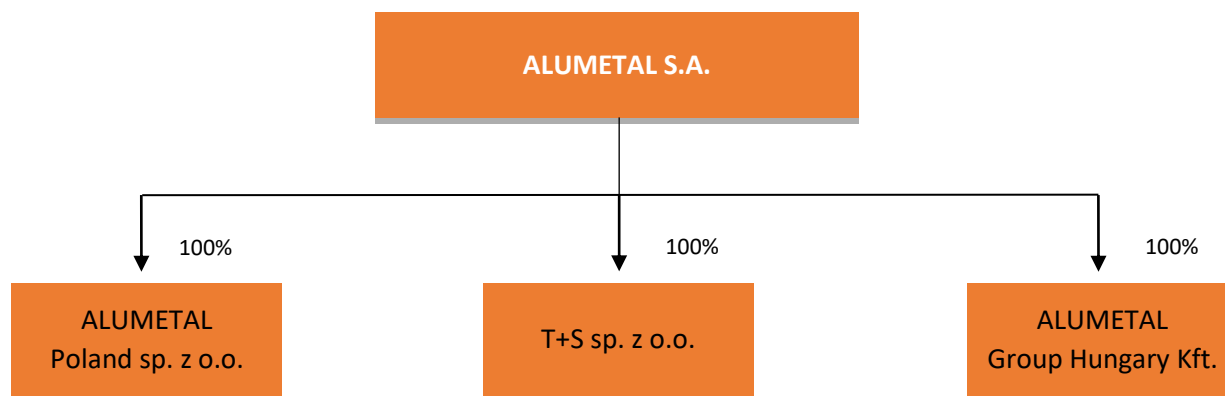 ALUMETAL S.A.
100%
100%
100%
ALUMETAL
Poland sp. z o.o.
T+S sp. z o.o.
ALUMETAL
Group Hungary Kft.